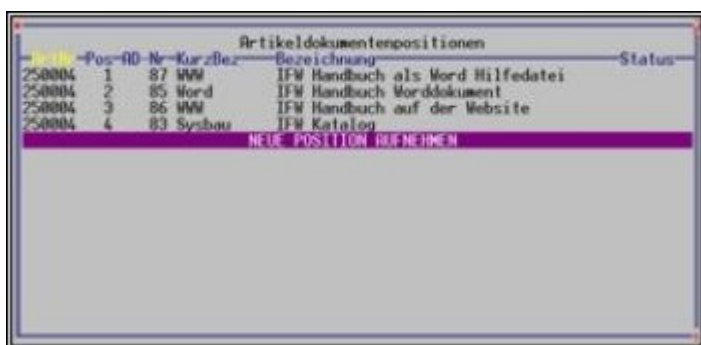 Artikeldokumentenpositionen
ArtNr Pos AD-Nr KurzBez Bezeichnung Status
250004 1 87 WWW IFW Handbuch als Word Hilfedatei
250004 2 85 Word IFW Handbuch Worddokument
250004 3 86 WWW IFW Handbuch auf der Website
250004 4 83 Sysbau IFW Katalog
NEUE POSITION AUFNEHMEN